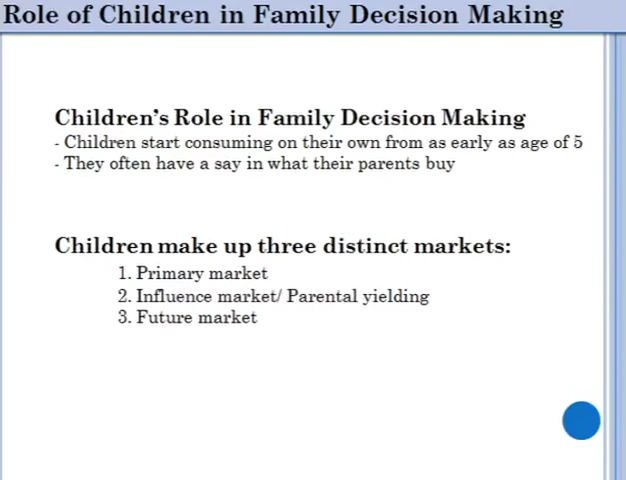 Role of Children in Family Decision Making
Children's Role in Family Decision Making
- Children start consuming on their own from as early as age of 5
- They often have a say in what their parents buy
Children make up three distinct markets:
1. Primary market
2. Influence market/ Parental yielding
3. Future market